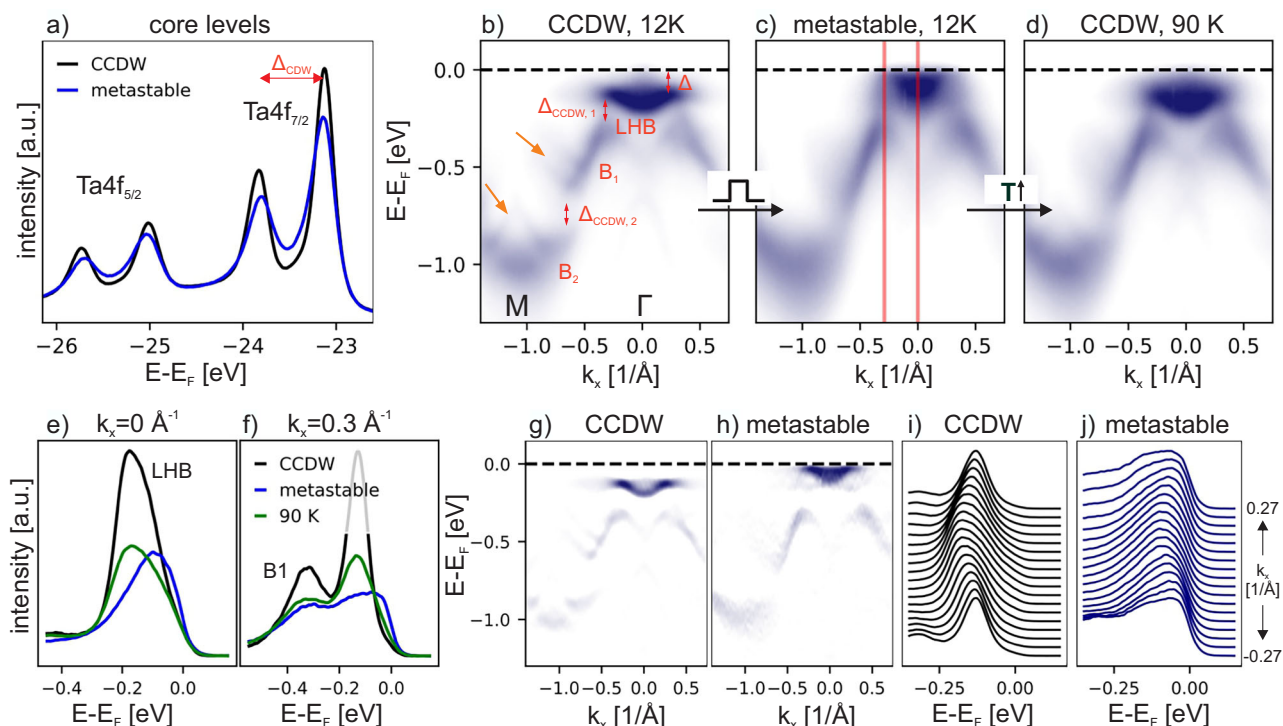 a) core levels
CCDW
metastable
Δ_CDW
Ta4f_7/2
Ta4f_5/2
intensity [a.u.]
−26 −25 −24 −23
E-E_F [eV]
b) CCDW, 12K
0.0
−0.5
−1.0
E-E_F [eV]
Δ
Δ_CCDW, 1
LHB
B_1
Δ_CCDW, 2
B_2
M Γ
−1.0 −0.5 0.0 0.5
k_x [1/Å]
c) metastable, 12K
−1.0 −0.5 0.0 0.5
k_x [1/Å]
T↑
d) CCDW, 90 K
−1.0 −0.5 0.0 0.5
k_x [1/Å]
e) k_x=0 Å⁻¹
LHB
intensity [a.u.]
−0.4 −0.2 0.0
E-E_F [eV]
f) k_x=0.3 Å⁻¹
CCDW
metastable
90 K
B1
−0.4 −0.2 0.0
E-E_F [eV]
g) CCDW
0.0
−0.5
−1.0
E-E_F [eV]
−1.0 −0.5 0.0 0.5
k_x [1/Å]
h) metastable
−1.0 −0.5 0.0 0.5
k_x [1/Å]
i) CCDW
−0.25 0.00
E-E_F [eV]
j) metastable
−0.25 0.00
E-E_F [eV]
0.27
k_x
[1/Å]
-0.27